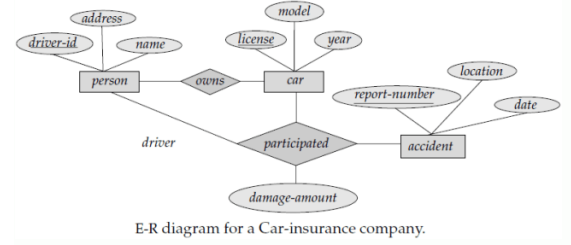 model
address
driver-id
name
license
year
person
owns
car
location
report-number
date
driver
participated
accident
damage-amount
E-R diagram for a Car-insurance company.